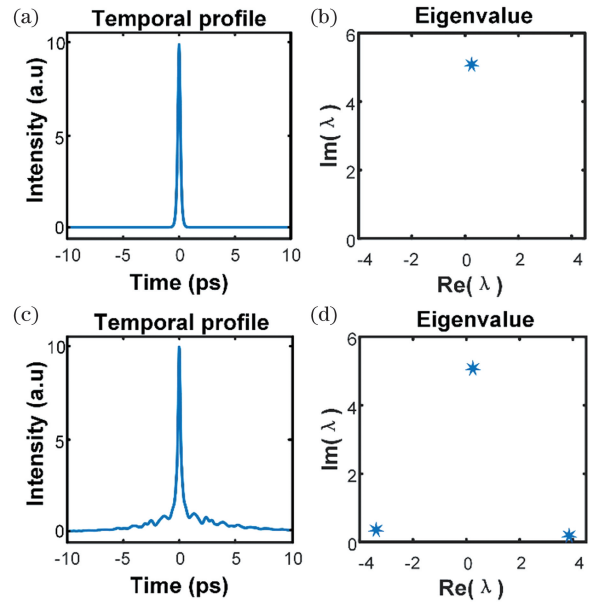 (a) Temporal profile
Intensity (a.u)
10
5
0
-10 -5 0 5 10
Time (ps)
(b) Eigenvalue
Im( λ )
6
4
2
0
-4 -2 0 2 4
Re( λ )
(c) Temporal profile
Intensity (a.u)
10
5
0
-10 -5 0 5 10
Time (ps)
(d) Eigenvalue
Im( λ )
6
4
2
0
-4 -2 0 2 4
Re( λ )